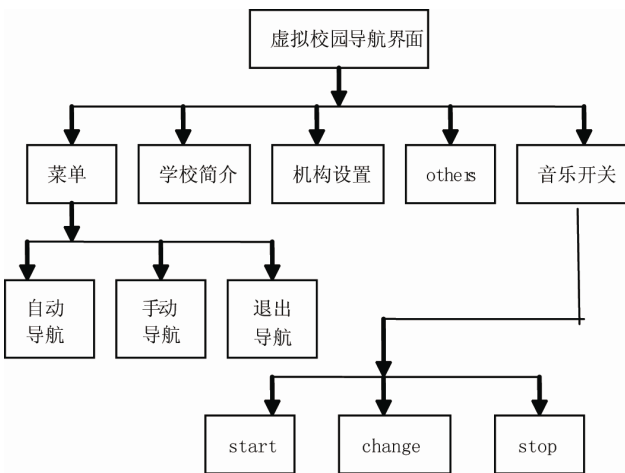 虚拟校园导航界面
菜单
学校简介
机构设置
others
音乐开关
自动
导航
手动
导航
退出
导航
start
change
stop